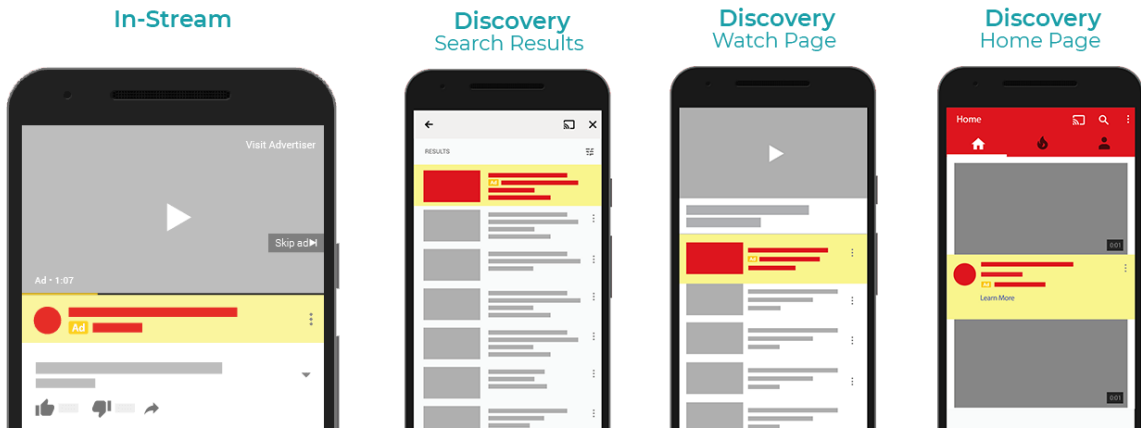 In-Stream
Visit Advertiser
Skip ad
Ad • 1:07
Ad
Discovery
Search Results
RESULTS
Ad
Discovery
Watch Page
Ad
Discovery
Home Page
Home
0:01
Ad
Learn More
0:01